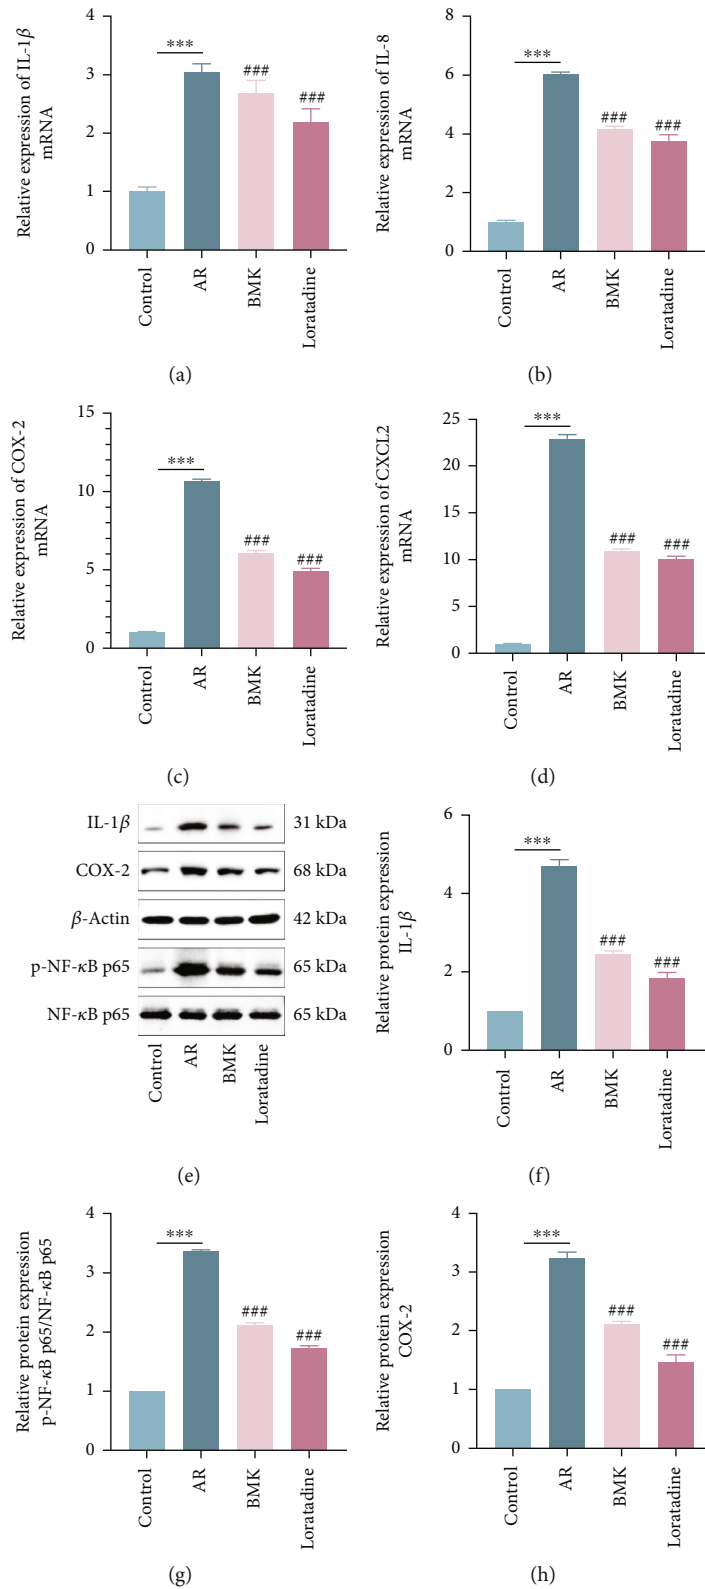 Relative expression of IL-1β
mRNA
4
3
2
1
0
***
###
###
Control
AR
BMK
Loratadine
(a)
Relative expression of IL-8
mRNA
8
6
4
2
0
***
###
###
Control
AR
BMK
Loratadine
(b)
Relative expression of COX-2
mRNA
15
10
5
0
***
###
###
Control
AR
BMK
Loratadine
(c)
Relative expression of CXCL2
mRNA
25
20
15
10
5
0
***
###
###
Control
AR
BMK
Loratadine
(d)
IL-1β 31 kDa
COX-2 68 kDa
β-Actin 42 kDa
p-NF-κB p65 65 kDa
NF-κB p65 65 kDa
Control
AR
BMK
Loratadine
(e)
Relative protein expression
IL-1β
6
4
2
0
***
###
###
Control
AR
BMK
Loratadine
(f)
Relative protein expression
p-NF-κB p65/NF-κB p65
4
3
2
1
0
***
###
###
Control
AR
BMK
Loratadine
(g)
Relative protein expression
COX-2
4
3
2
1
0
***
###
###
Control
AR
BMK
Loratadine
(h)